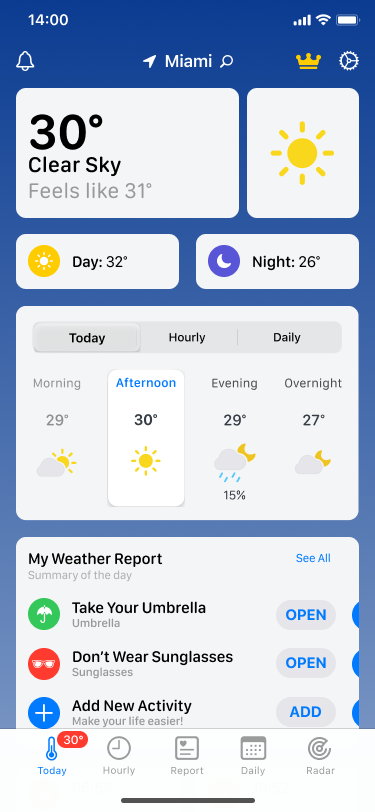 14:00
Miami
30°
Clear Sky
Feels like 31°
Day: 32°
Night: 26°
Today Hourly Daily
Morning Afternoon Evening Overnight
29° 30° 29° 27°
15%
My Weather Report See All
Summary of the day
Take Your Umbrella
Umbrella
OPEN
Don't Wear Sunglasses
Sunglasses
OPEN
Add New Activity
Make your life easier!
ADD
30°
Today Hourly Report Daily Radar